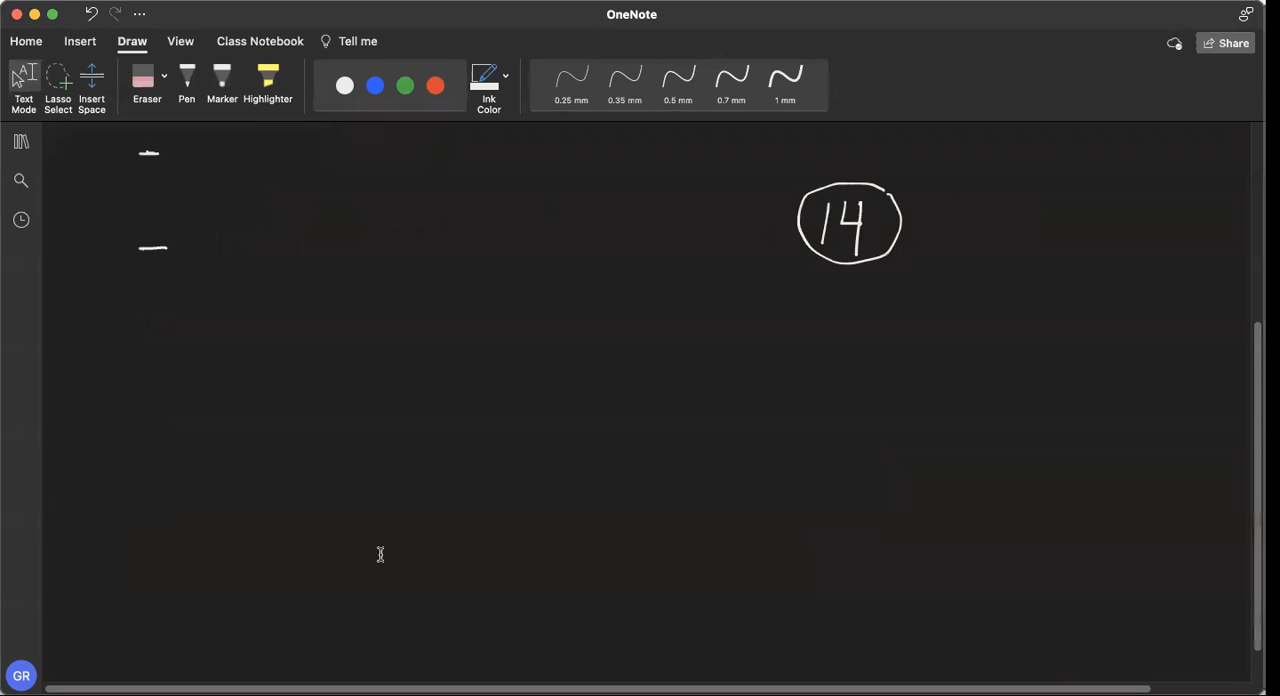 OneNote
Home Insert Draw View Class Notebook Tell me Share
Text Mode Lasso Select Insert Space Eraser Pen Marker Highlighter Ink Color 0.25 mm 0.35 mm 0.5 mm 0.7 mm 1 mm
14
GR